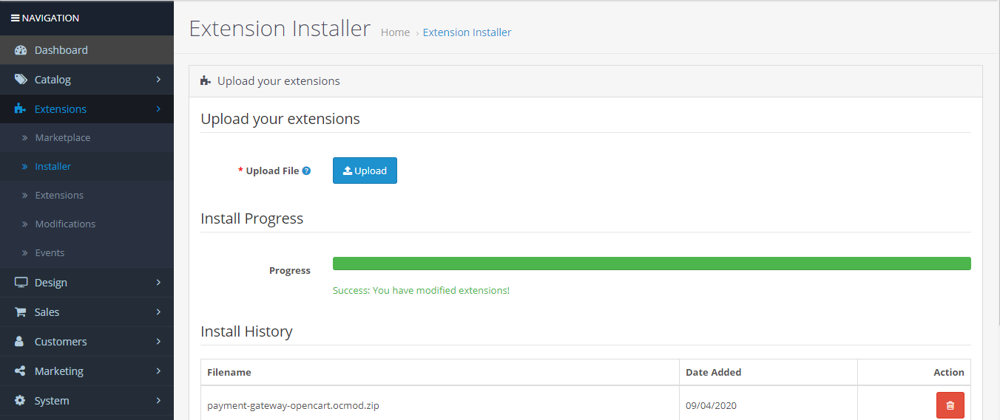 NAVIGATION
Dashboard
Catalog
Extensions
Marketplace
Installer
Extensions
Modifications
Events
Design
Sales
Customers
Marketing
System
Extension Installer Home › Extension Installer
Upload your extensions
Upload your extensions
* Upload File ? Upload
Install Progress
Progress
Success: You have modified extensions!
Install History
Filename Date Added Action
payment-gateway-opencart.ocmod.zip 09/04/2020